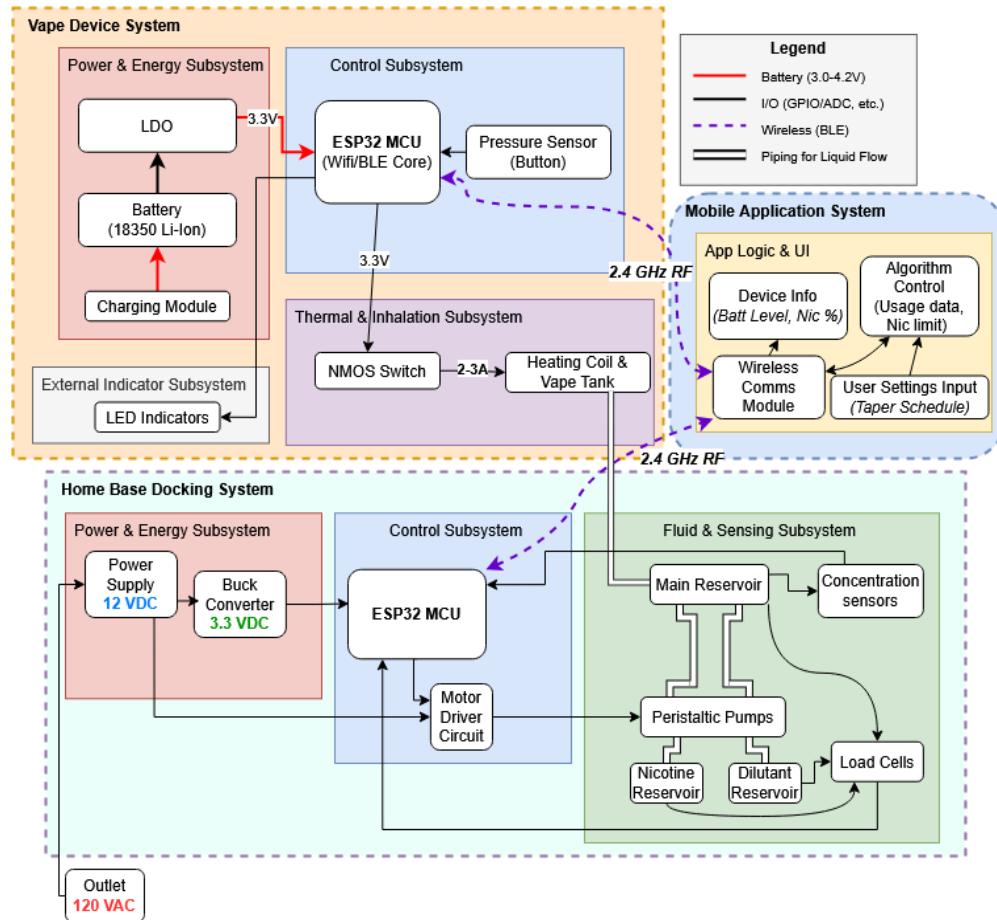 Vape Device System
Power & Energy Subsystem
LDO
3.3V
Battery
(18350 Li-Ion)
Charging Module
Control Subsystem
ESP32 MCU
(Wifi/BLE Core)
Pressure Sensor
(Button)
3.3V
Thermal & Inhalation Subsystem
NMOS Switch
2-3A
Heating Coil &
Vape Tank
External Indicator Subsystem
LED Indicators
Legend
Battery (3.0-4.2V)
I/O (GPIO/ADC, etc.)
Wireless (BLE)
Piping for Liquid Flow
2.4 GHz RF
Mobile Application System
App Logic & UI
Device Info
(Batt Level, Nic %)
Algorithm
Control
(Usage data,
Nic limit)
Wireless
Comms
Module
User Settings Input
(Taper Schedule)
2.4 GHz RF
Home Base Docking System
Power & Energy Subsystem
Power
Supply
12 VDC
Buck
Converter
3.3 VDC
Control Subsystem
ESP32 MCU
Motor
Driver
Circuit
Fluid & Sensing Subsystem
Main Reservoir
Concentration
sensors
Peristaltic Pumps
Nicotine
Reservoir
Dilutant
Reservoir
Load Cells
Outlet
120 VAC